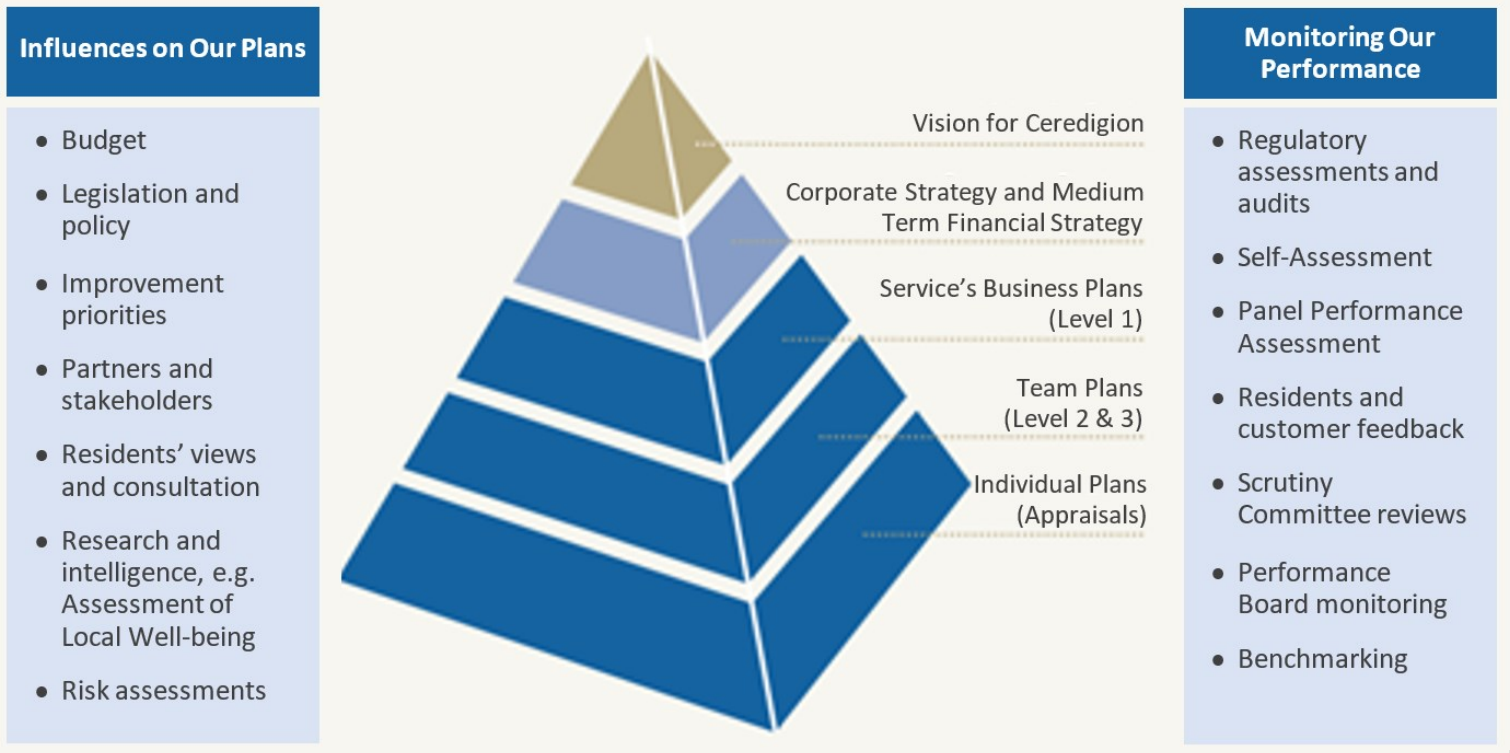 Influences on Our Plans
• Budget
• Legislation and
policy
• Improvement
priorities
• Partners and
stakeholders
• Residents’ views
and consultation
• Research and
intelligence, e.g.
Assessment of
Local Well-being
• Risk assessments
Vision for Ceredigion
Corporate Strategy and Medium
Term Financial Strategy
Service’s Business Plans
(Level 1)
Team Plans
(Level 2 & 3)
Individual Plans
(Appraisals)
Monitoring Our
Performance
• Regulatory
assessments and
audits
• Self-Assessment
• Panel Performance
Assessment
• Residents and
customer feedback
• Scrutiny
Committee reviews
• Performance
Board monitoring
• Benchmarking